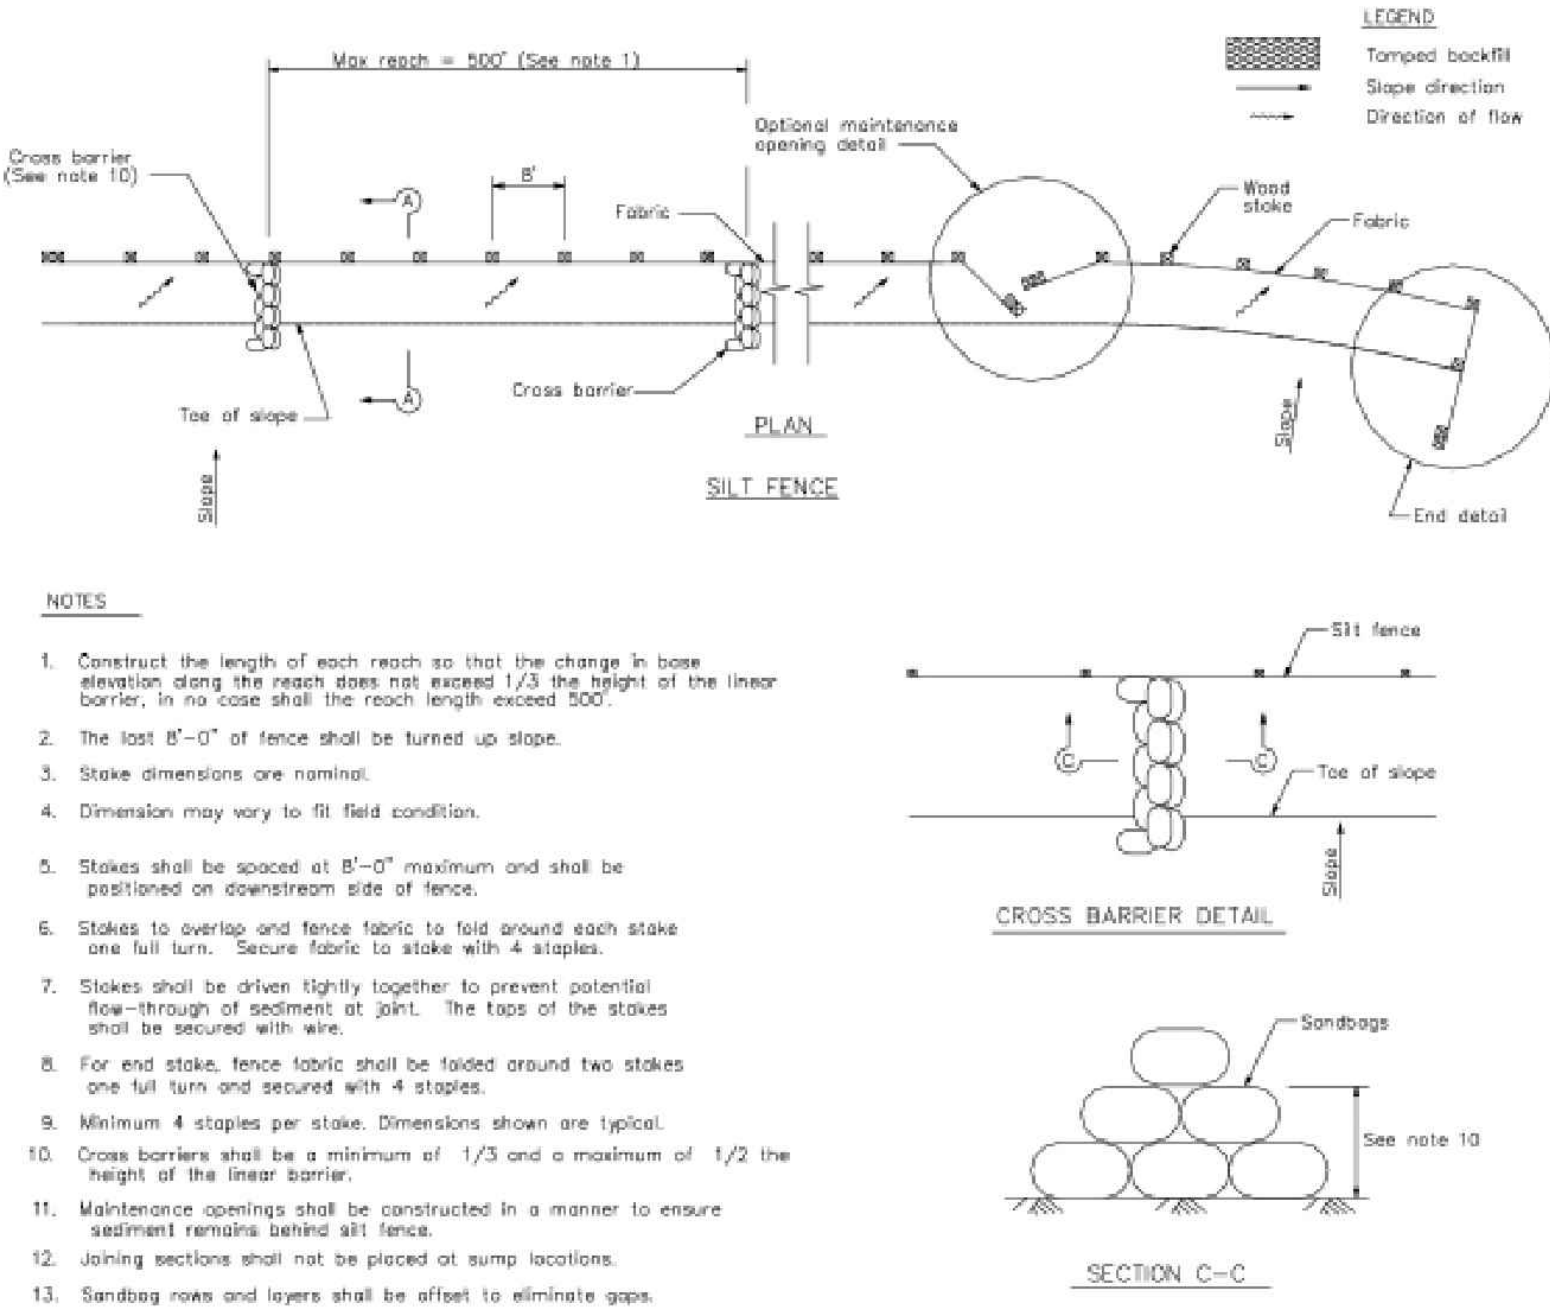 LEGEND
Tamped backfill
Slope direction
Direction of flow
Max reach = 500' (See note 1)
Optional maintenance
opening detail
Cross barrier
(See note 10)
8'
A
Fabric
Wood
stake
Fabric
Cross barrier
A
Toe of slope
PLAN
Slope
Slope
SILT FENCE
End detail
NOTES
1. Construct the length of each reach so that the change in base
elevation along the reach does not exceed 1/3 the height of the linear
barrier, in no case shall the reach length exceed 500'.
2. The last 8'-0" of fence shall be turned up slope.
3. Stake dimensions are nominal.
4. Dimension may vary to fit field condition.
5. Stakes shall be spaced at 8'-0" maximum and shall be
positioned on downstream side of fence.
6. Stakes to overlap and fence fabric to fold around each stake
one full turn. Secure fabric to stake with 4 staples.
7. Stakes shall be driven tightly together to prevent potential
flow-through of sediment at joint. The tops of the stakes
shall be secured with wire.
8. For end stake, fence fabric shall be folded around two stakes
one full turn and secured with 4 staples.
9. Minimum 4 staples per stake. Dimensions shown are typical.
10. Cross barriers shall be a minimum of 1/3 and a maximum of 1/2 the
height of the linear barrier.
11. Maintenance openings shall be constructed in a manner to ensure
sediment remains behind silt fence.
12. Joining sections shall not be placed at sump locations.
13. Sandbag rows and layers shall be offset to eliminate gaps.
Silt fence
C
C
Toe of slope
Slope
CROSS BARRIER DETAIL
Sandbags
See note 10
SECTION C-C